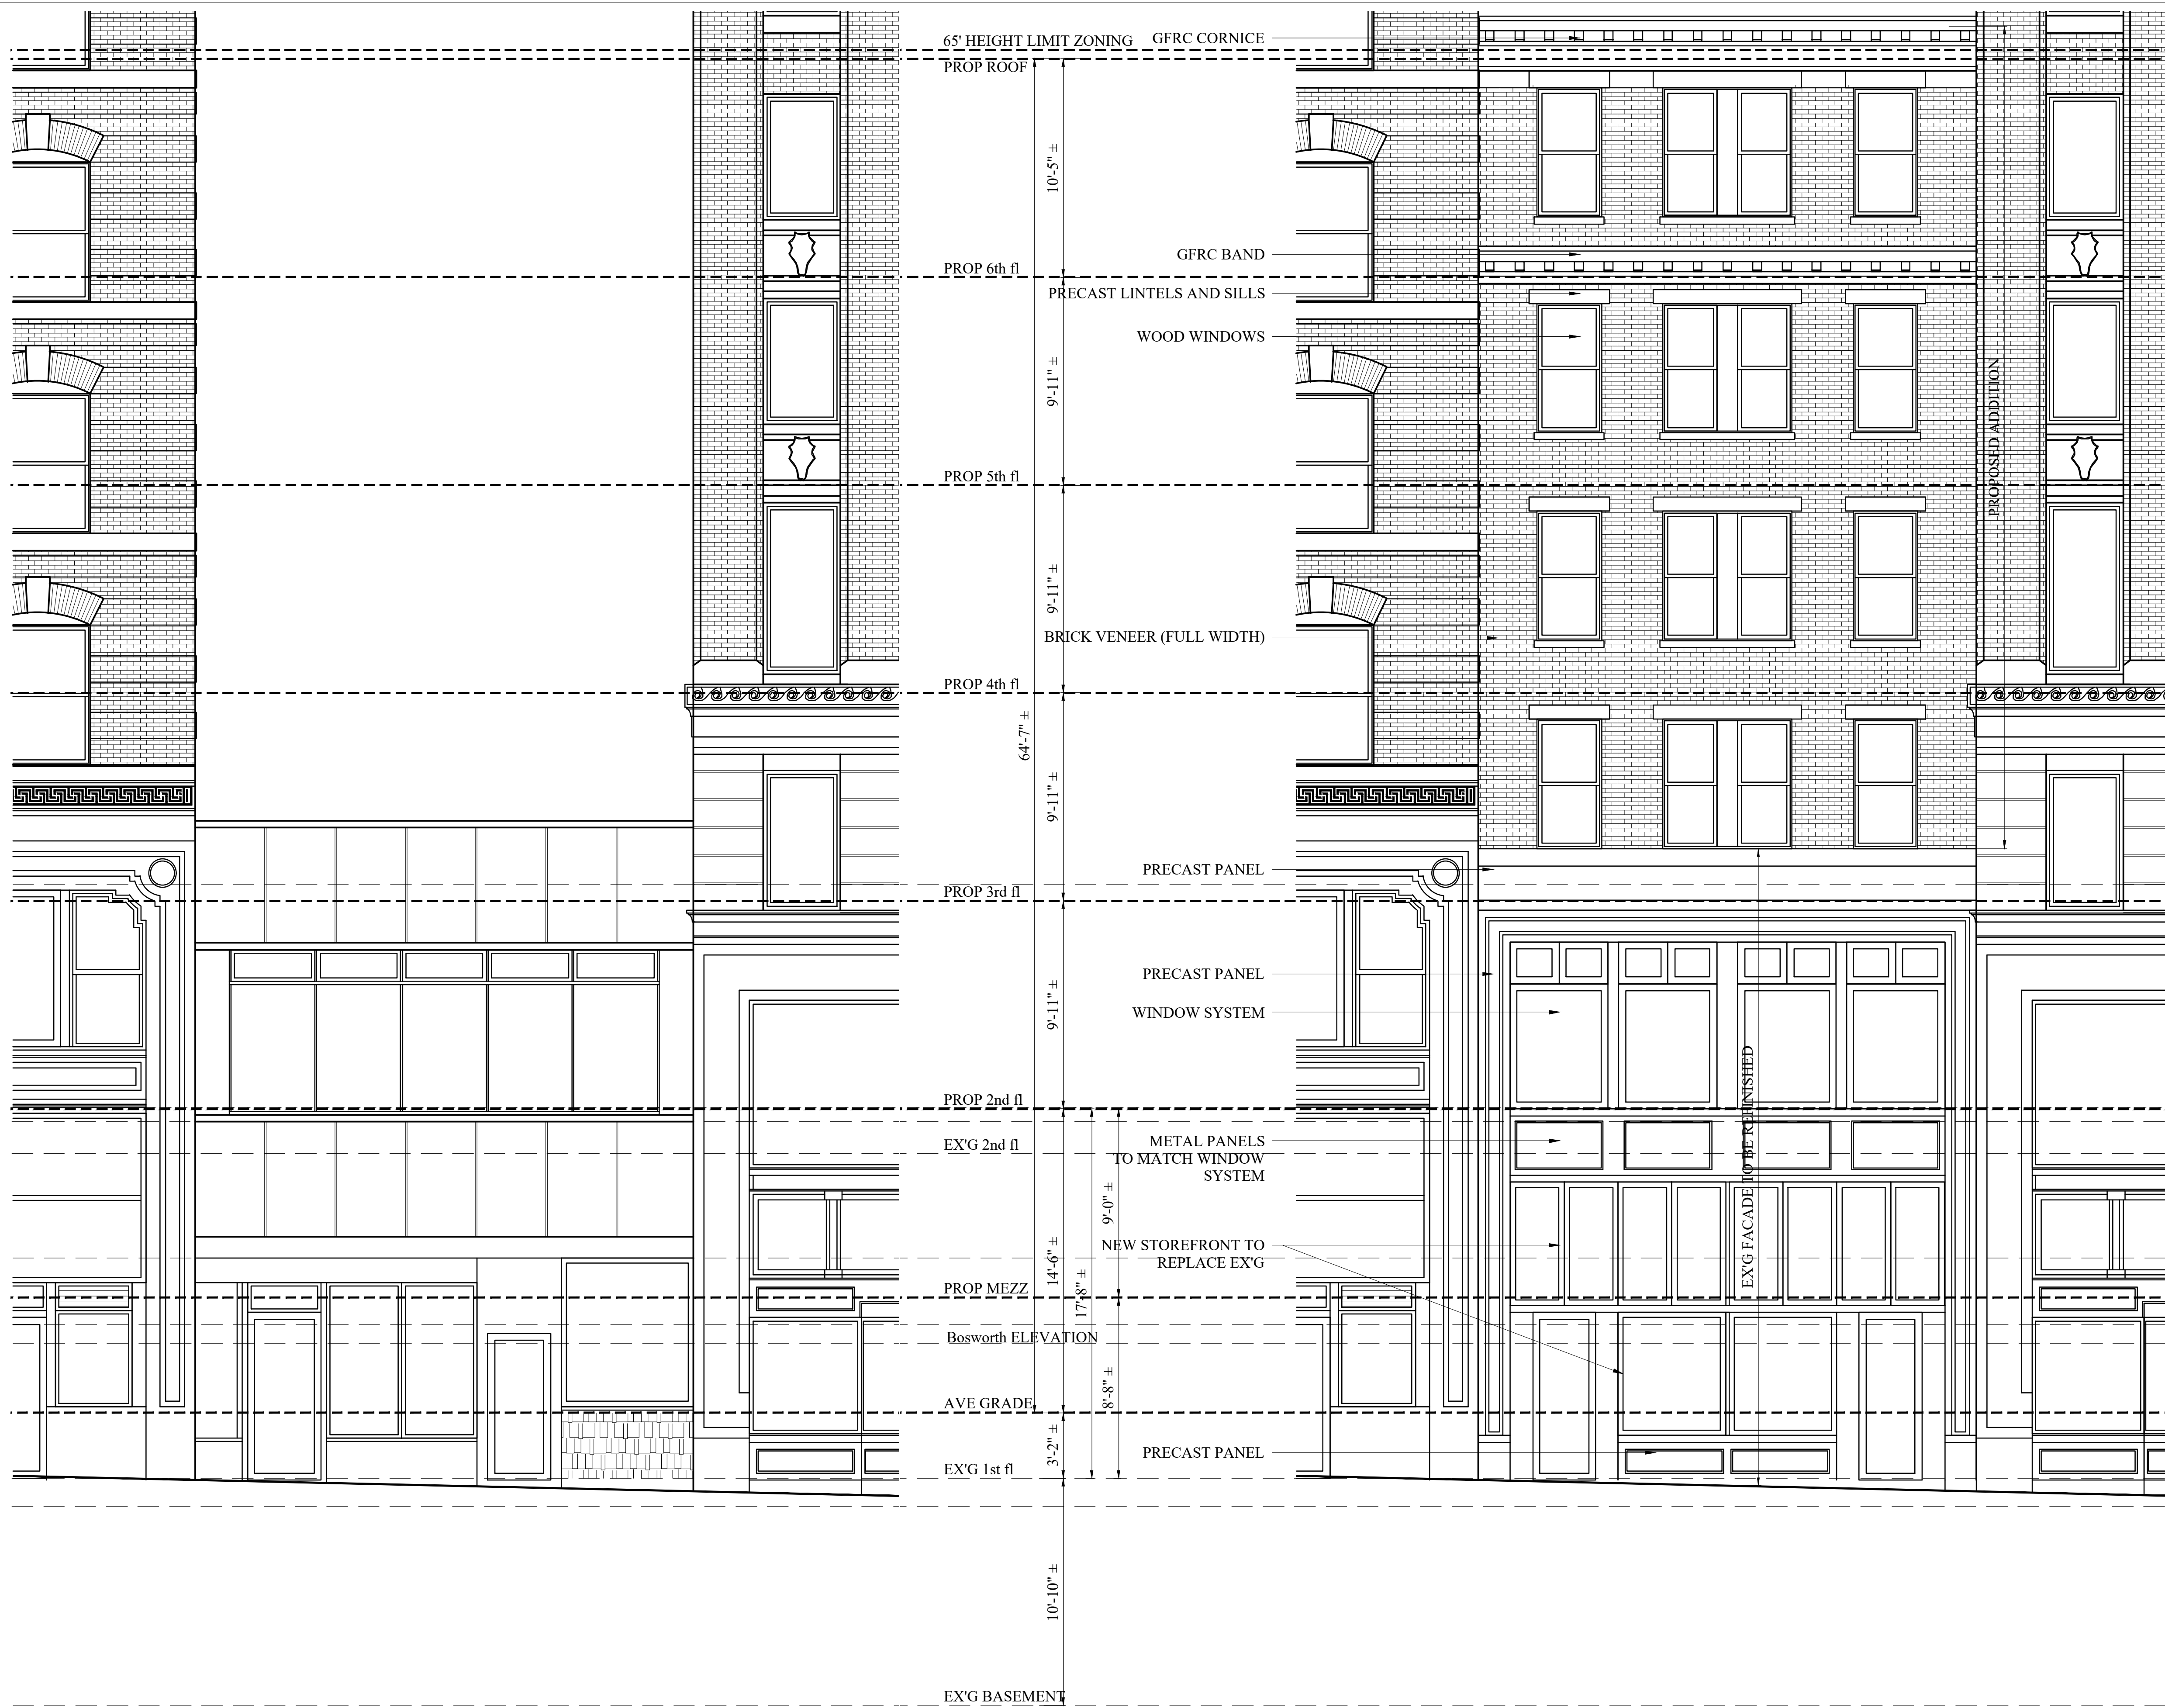 65' HEIGHT LIMIT ZONING
GFRC CORNICE
PROP ROOF
10'-5" ±
GFRC BAND
PROP 6th fl
PRECAST LINTELS AND SILLS
WOOD WINDOWS
9'-11" ±
PROPOSED ADDITION
PROP 5th fl
9'-11" ±
BRICK VENEER (FULL WIDTH)
PROP 4th fl
64'-7" ±
9'-11" ±
PRECAST PANEL
PROP 3rd fl
PRECAST PANEL
WINDOW SYSTEM
9'-11" ±
PROP 2nd fl
EX'G 2nd fl
METAL PANELS
TO MATCH WINDOW
SYSTEM
EX'G FACADE TO BE REFINISHED
9'-0" ±
14'-6" ±
17'-8" ±
NEW STOREFRONT TO
REPLACE EX'G
PROP MEZZ
Bosworth ELEVATION
8'-8" ±
AVE GRADE
3'-2" ±
PRECAST PANEL
EX'G 1st fl
10'-10" ±
EX'G BASEMENT